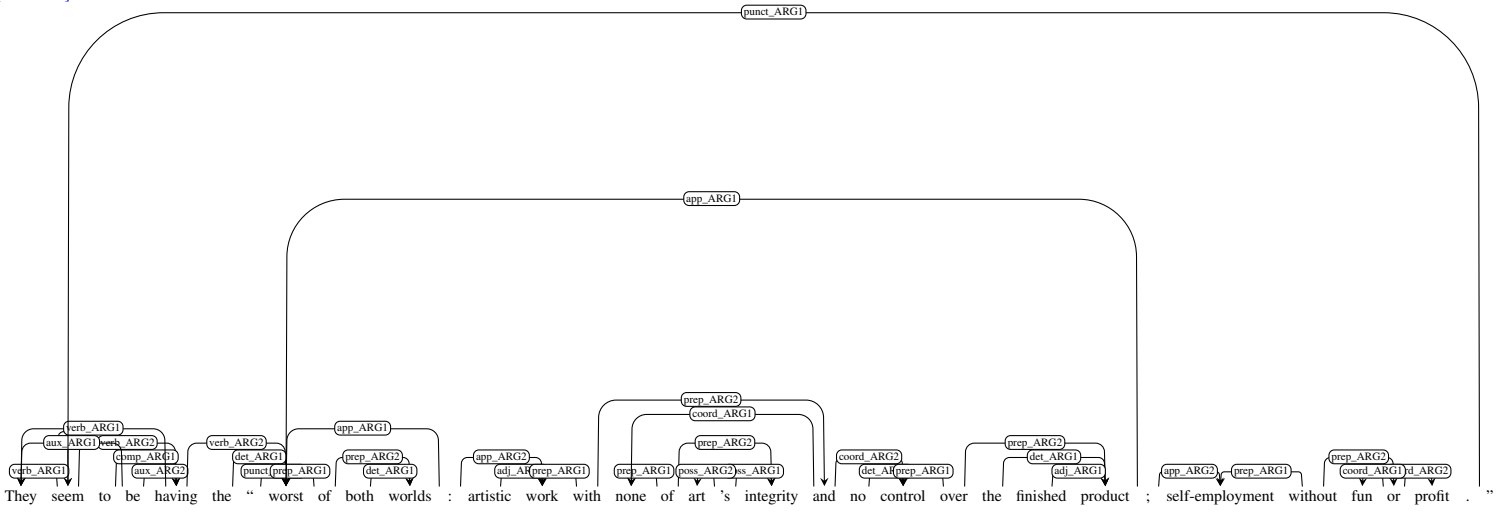 punct_ARG1
app_ARG1
prep_ARG2
coord_ARG1
verb_ARG1 app_ARG1
aux_ARG1 verb_ARG2 verb_ARG2 prep_ARG2 prep_ARG2
comp_ARG1 det_ARG1 prep_ARG2 app_ARG2 coord_ARG2 det_ARG1 prep_ARG2
verb_ARG1 aux_ARG2 prep_ARG1 det_ARG1 prep_ARG1 prep_ARG1 poss_ARG2 prep_ARG1 adj_ARG1 app_ARG2 prep_ARG1 coord_ARG1
They seem to be having the “ worst of both worlds : artistic work with none of art 's integrity and no control over the finished product ; self-employment without fun or profit . ”